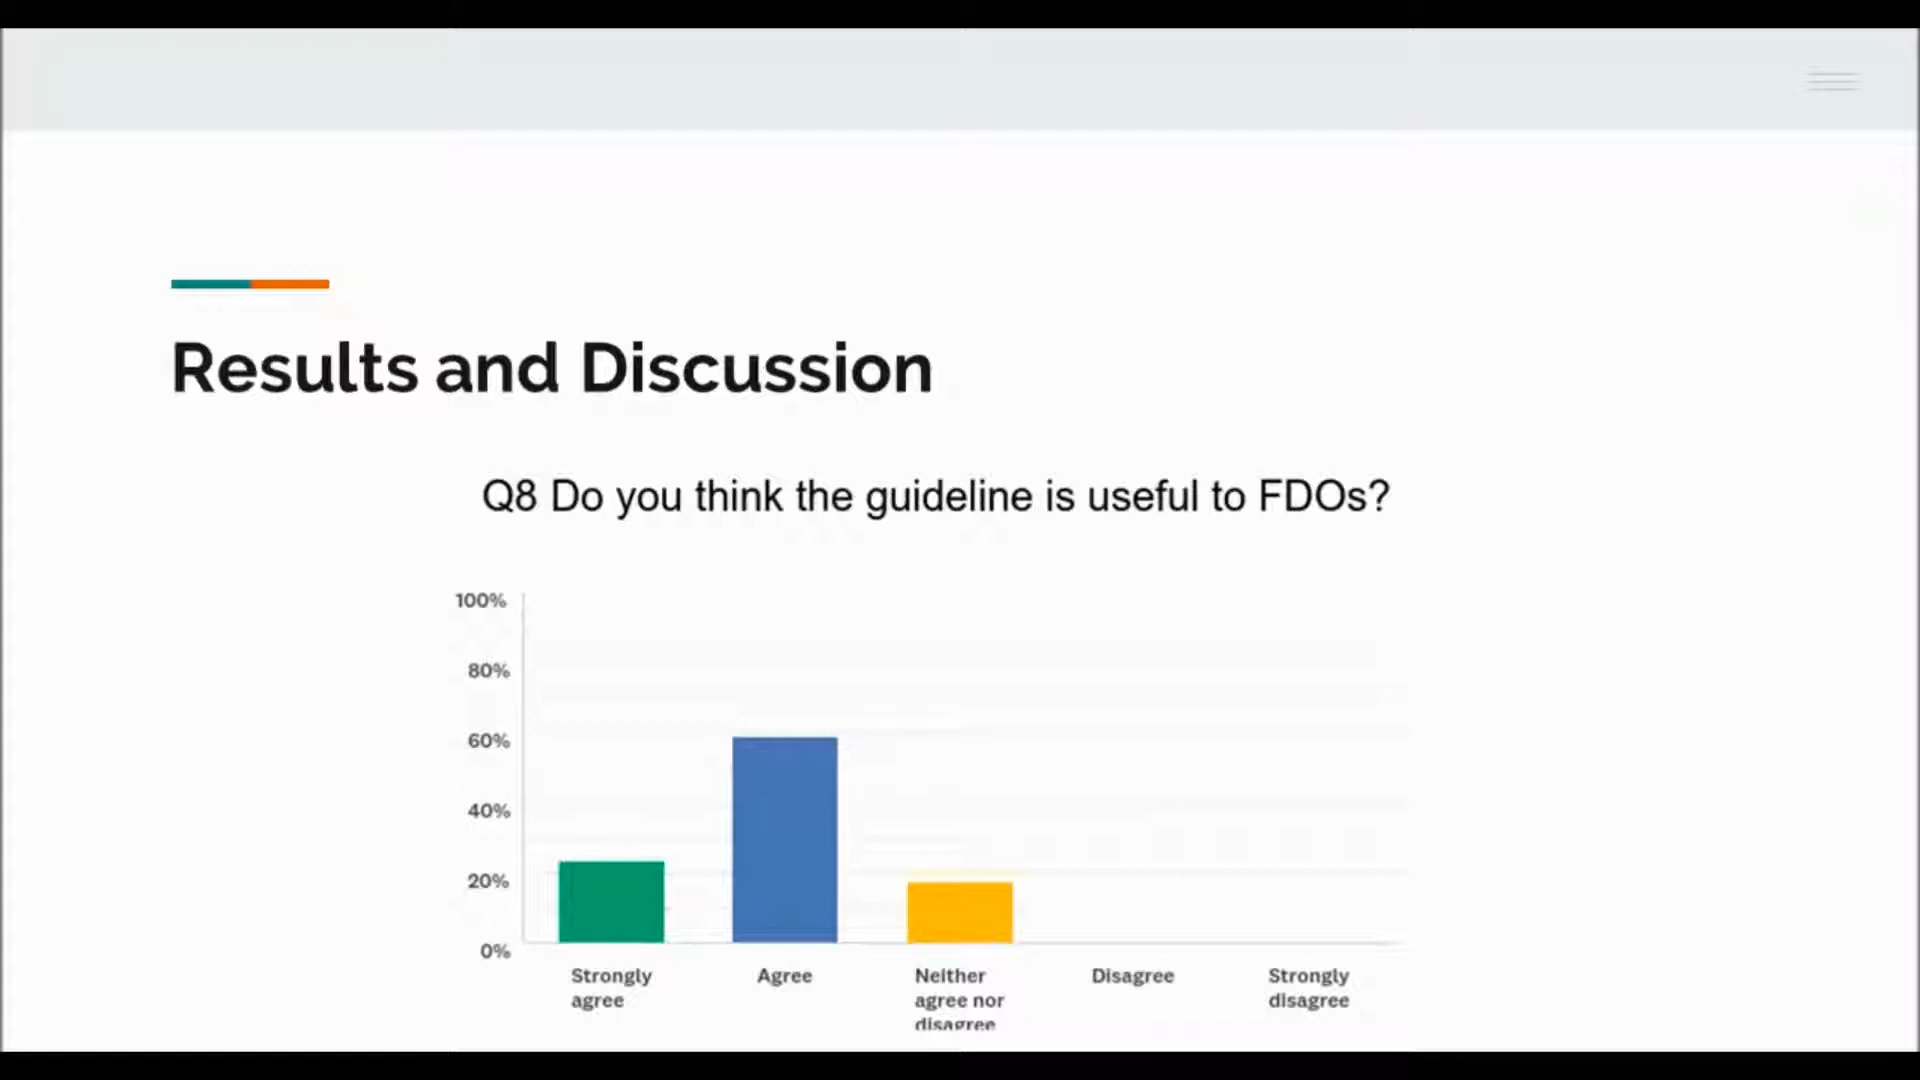 Results and Discussion
Q8 Do you think the guideline is useful to FDOs?
100%
80%
60%
40%
20%
0%
Strongly
agree
Agree
Neither
agree nor
disagree
Disagree
Strongly
disagree